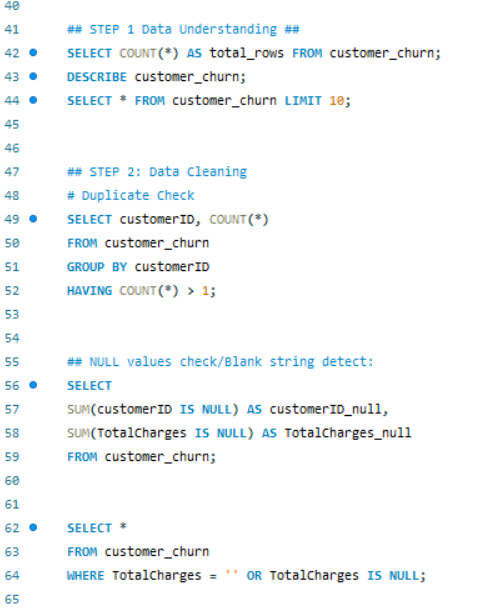 40
41 ## STEP 1 Data Understanding ##
42 SELECT COUNT(*) AS total_rows FROM customer_churn;
43 DESCRIBE customer_churn;
44 SELECT * FROM customer_churn LIMIT 10;
45
46
47 ## STEP 2: Data Cleaning
48 # Duplicate Check
49 SELECT customerID, COUNT(*)
50 FROM customer_churn
51 GROUP BY customerID
52 HAVING COUNT(*) > 1;
53
54
55 ## NULL values check/Blank string detect:
56 SELECT
57 SUM(customerID IS NULL) AS customerID_null,
58 SUM(TotalCharges IS NULL) AS TotalCharges_null
59 FROM customer_churn;
60
61
62 SELECT *
63 FROM customer_churn
64 WHERE TotalCharges = '' OR TotalCharges IS NULL;
65